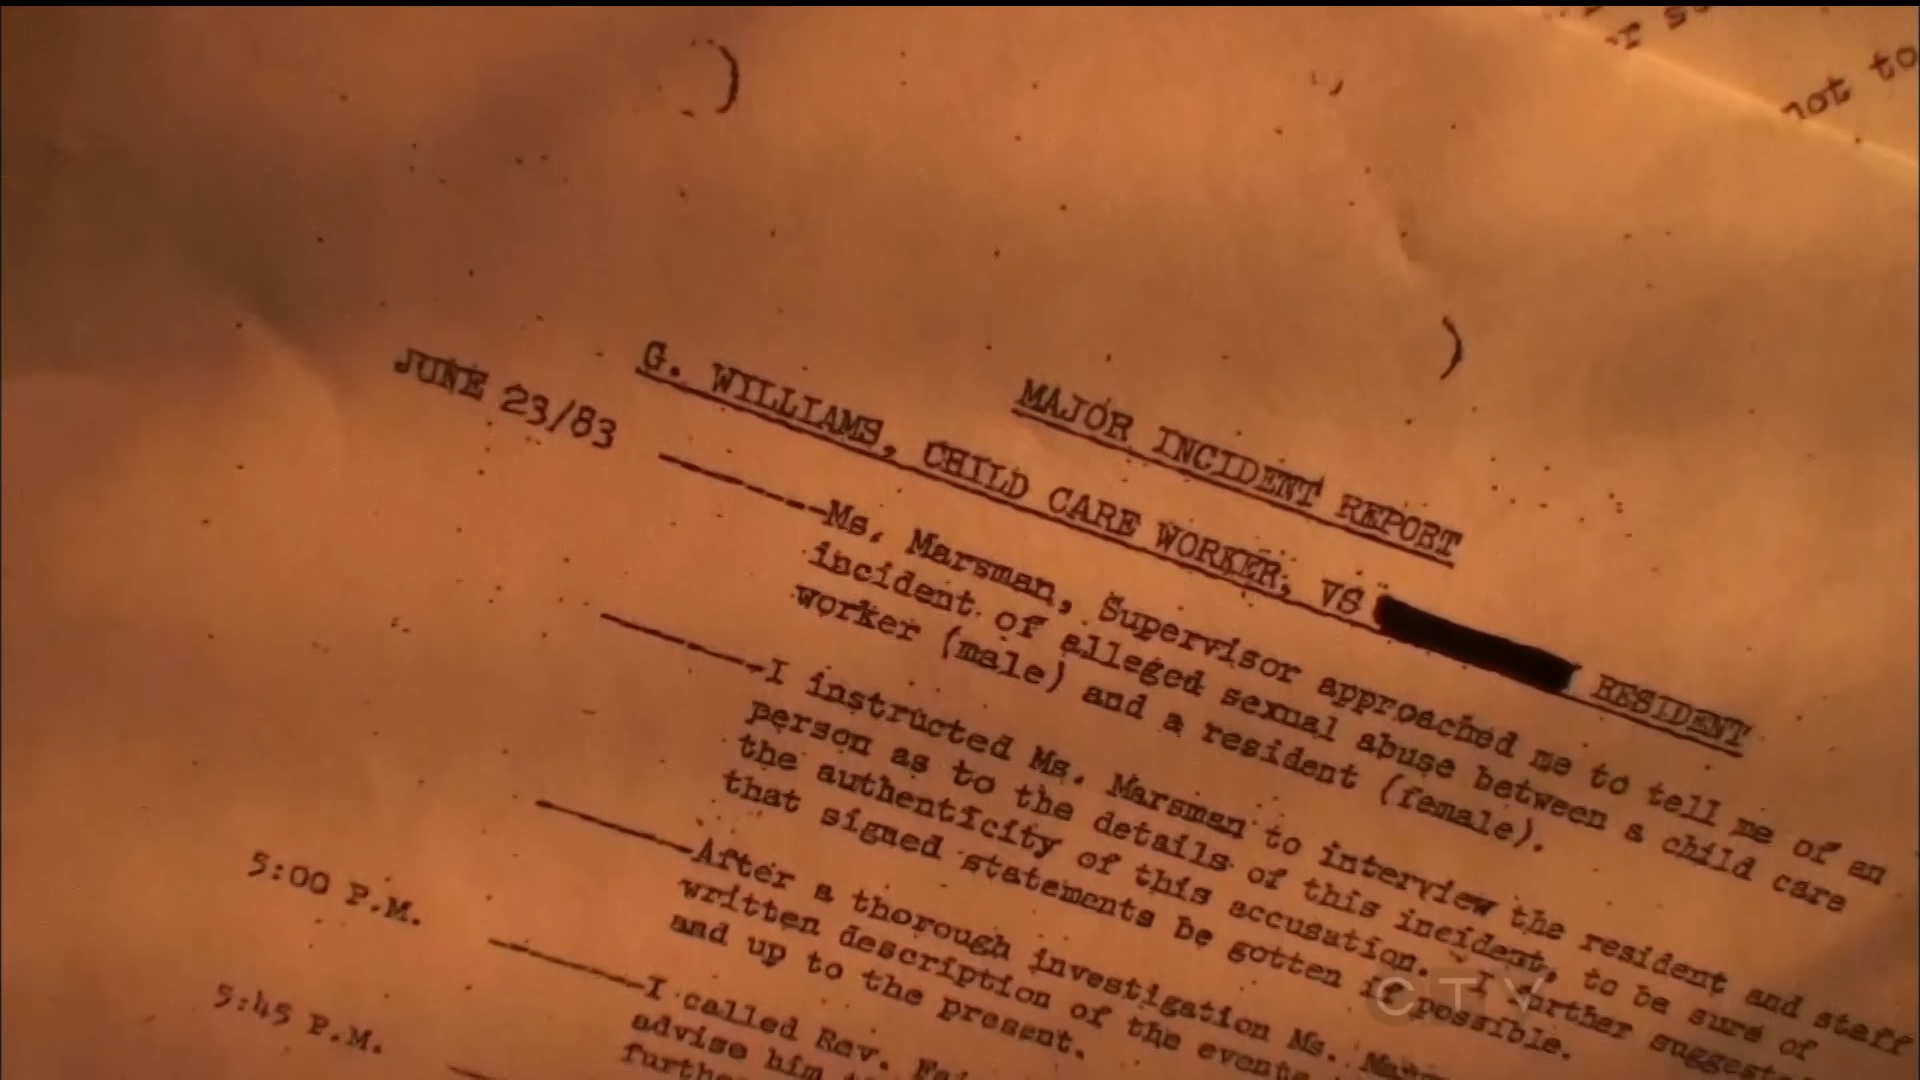 not to
MAJOR INCIDENT REPORT
G. WILLIAMS, CHILD CARE WORKER, VS RESIDENT
JUNE 23/83
Ms. Marsman, Supervisor approached me to tell me of an
incident of alleged sexual abuse between a child care
worker (male) and a resident (female).
I instructed Ms. Marsman to interview the resident and staff
person as to the details of this incident, to be sure of
the authenticity of this accusation. I further suggest
that signed statements be gotten if possible.
After a thorough investigation Ms.
written description of the events
and up to the present.
5:00 P.M.
I called Rev.
advise him
5:45 P.M.
CTV